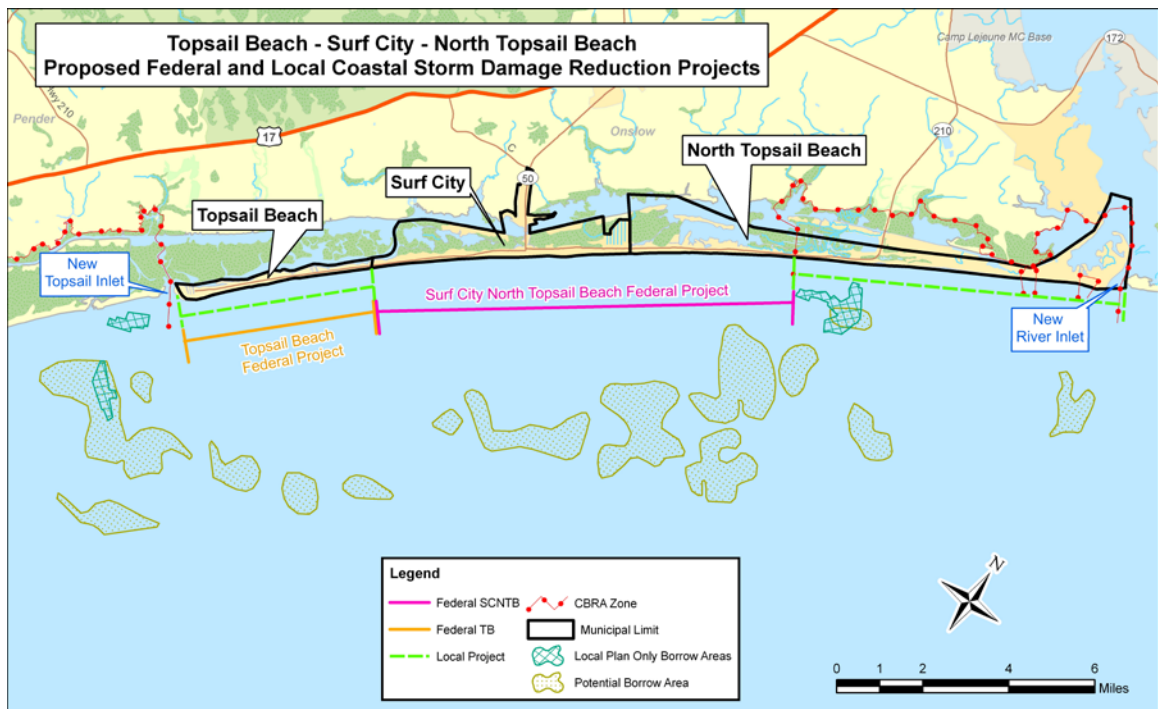 Topsail Beach - Surf City - North Topsail Beach
Proposed Federal and Local Coastal Storm Damage Reduction Projects
Camp Lejeune MC Base
172
Hwy 210
Pender
17
Onslow
210
C
50
North Topsail Beach
Surf City
Topsail Beach
New
Topsail Inlet
Surf City North Topsail Beach Federal Project
Topsail Beach
Federal Project
New
River Inlet
Legend
Federal SCNTB
CBRA Zone
Federal TB
Municipal Limit
Local Project
Local Plan Only Borrow Areas
Potential Borrow Area
N
0 1 2 4 6
Miles